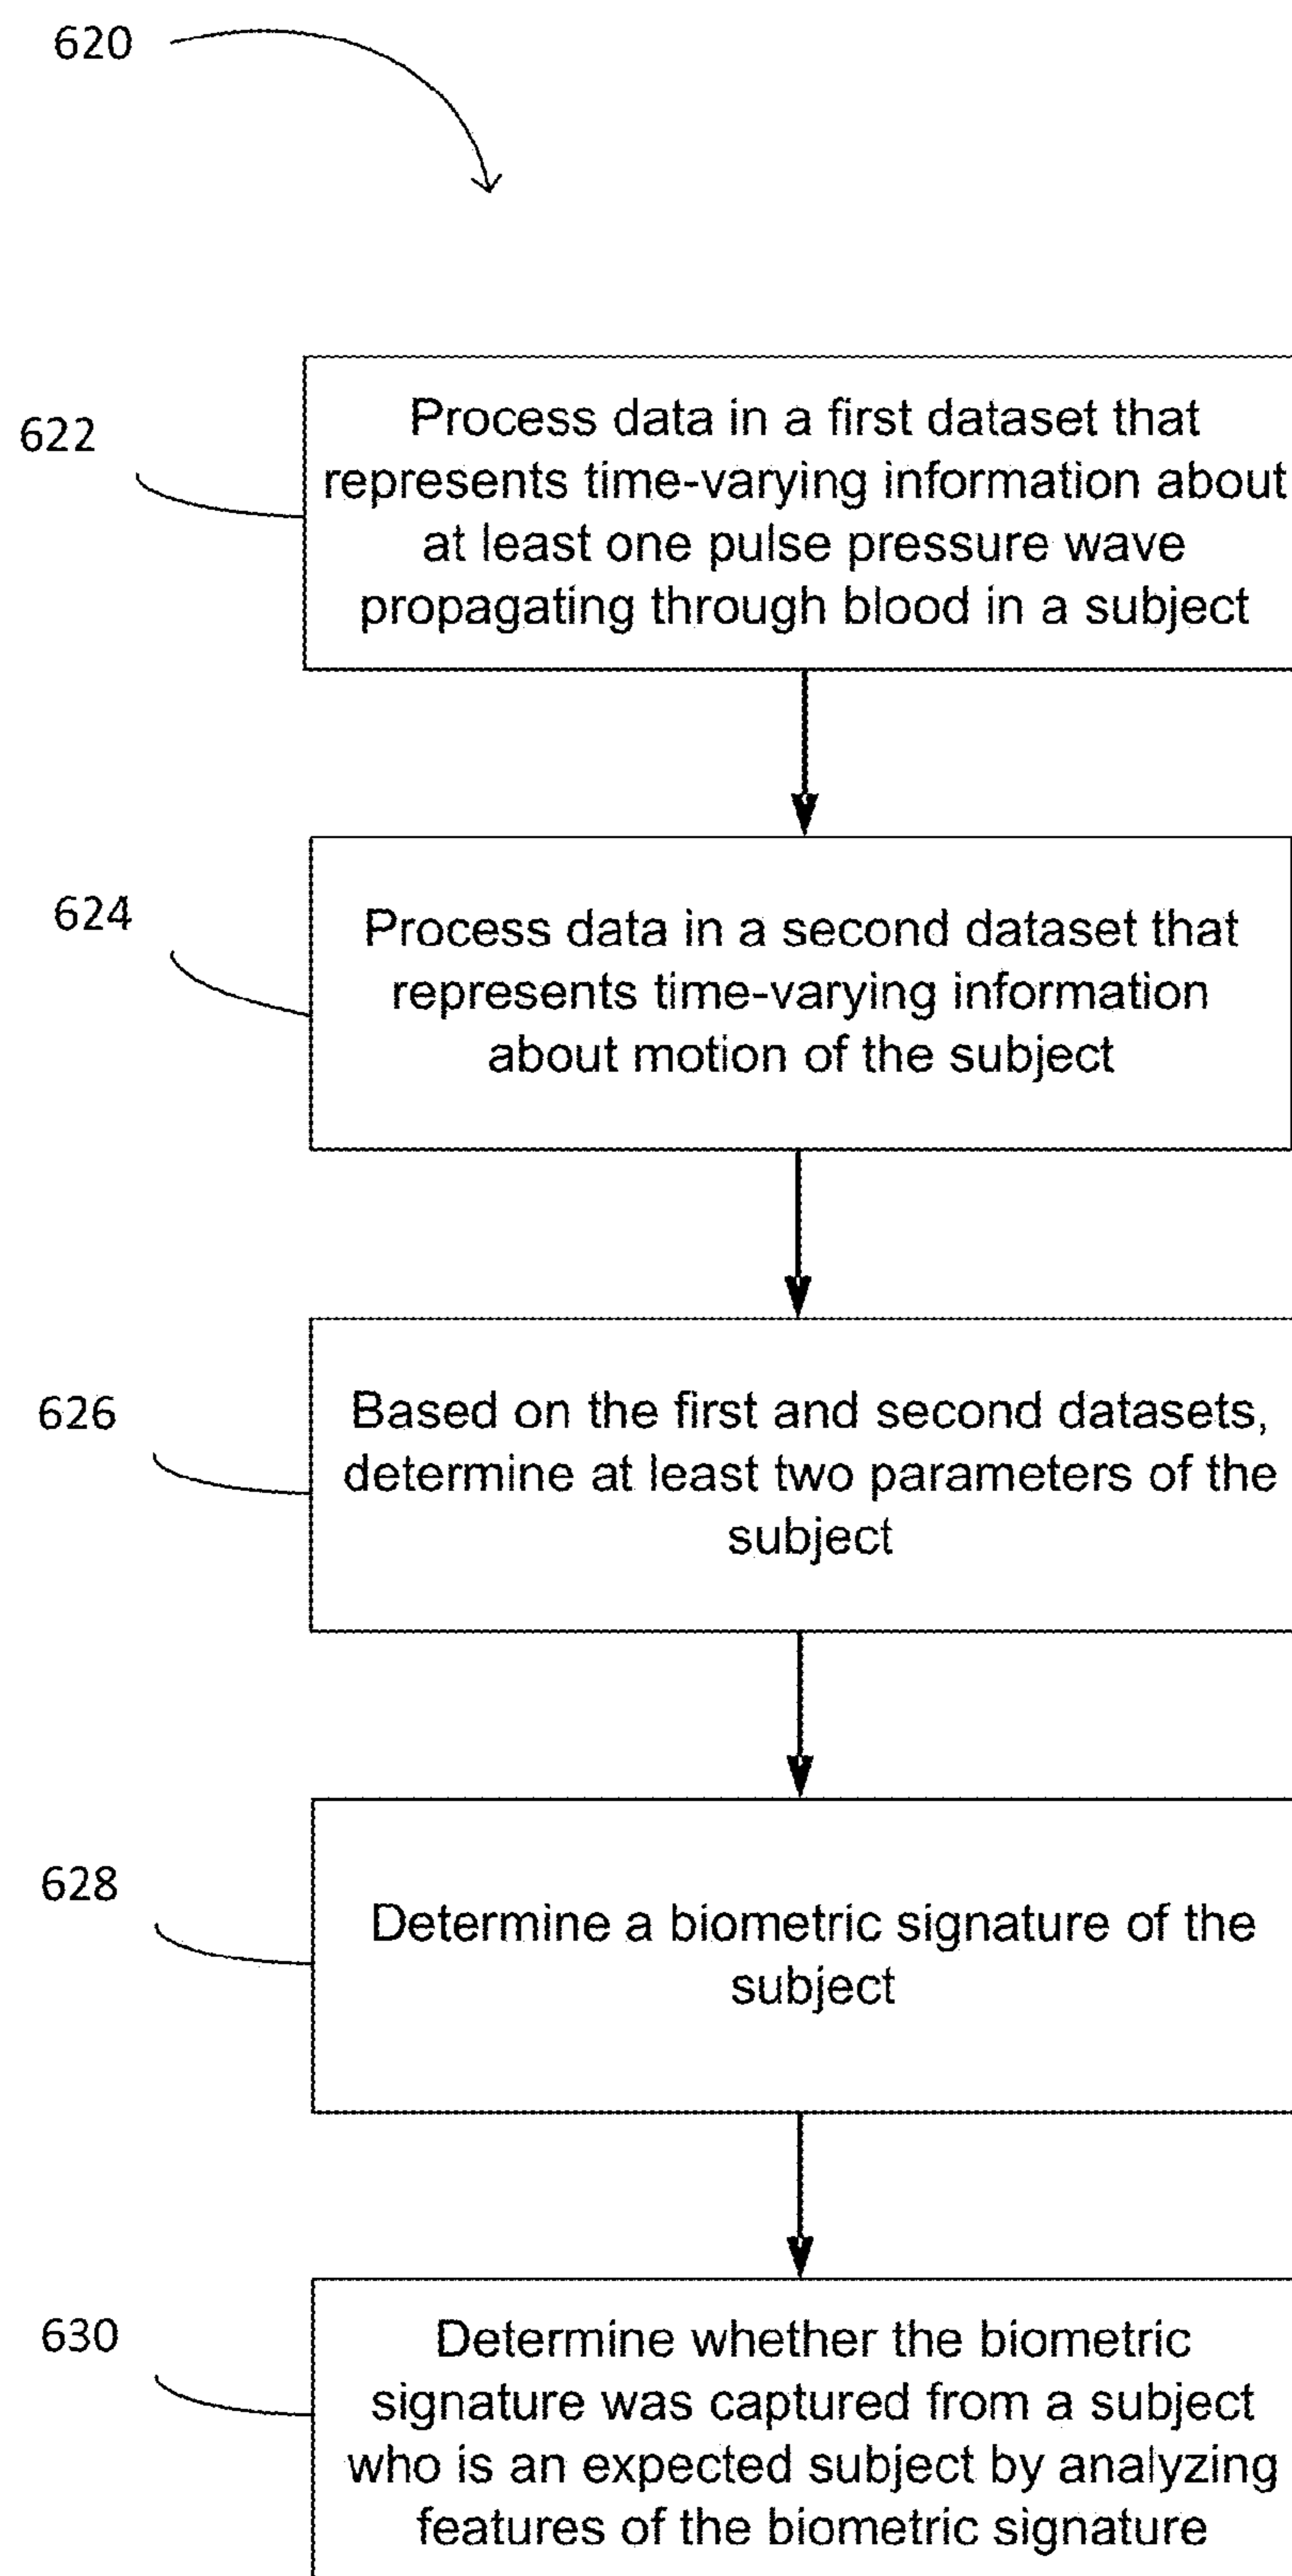 620
622
Process data in a first dataset that
represents time-varying information about
at least one pulse pressure wave
propagating through blood in a subject
624
Process data in a second dataset that
represents time-varying information
about motion of the subject
626
Based on the first and second datasets,
determine at least two parameters of the
subject
628
Determine a biometric signature of the
subject
630
Determine whether the biometric
signature was captured from a subject
who is an expected subject by analyzing
features of the biometric signature